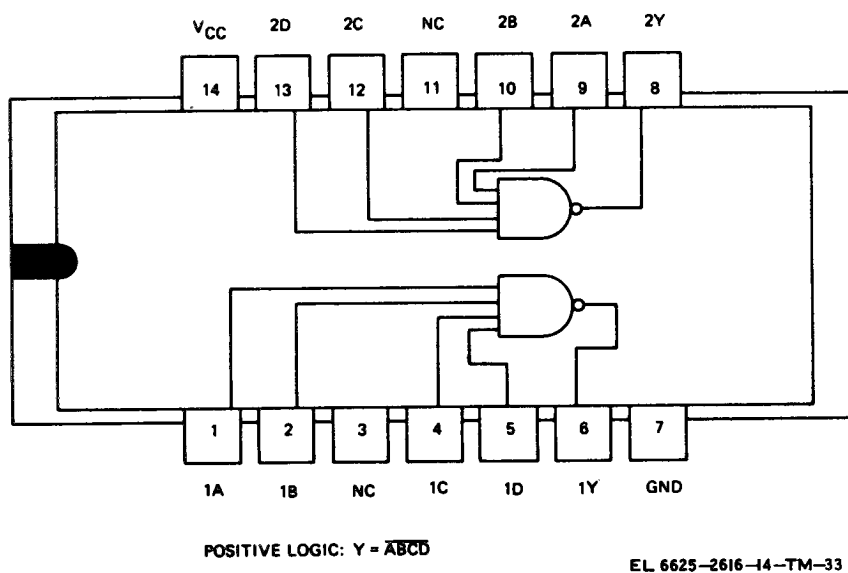 VCC 2D 2C NC 2B 2A 2Y
14 13 12 11 10 9 8
1 2 3 4 5 6 7
1A 1B NC 1C 1D 1Y GND
POSITIVE LOGIC: Y = A̅B̅C̅D̅
EL 6625-2616-14-TM-33